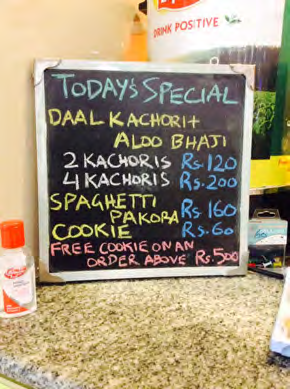 DRINK POSITIVE
TODAY'S SPECIAL
DAAL KACHORI+
ALOO BHAJI
2 KACHORIS Rs.120
4 KACHORIS Rs.200
SPAGHETTI
PAKORA Rs 160
COOKIE Rs.60
FREE COOKIE ON AN
ORDER ABOVE Rs.500